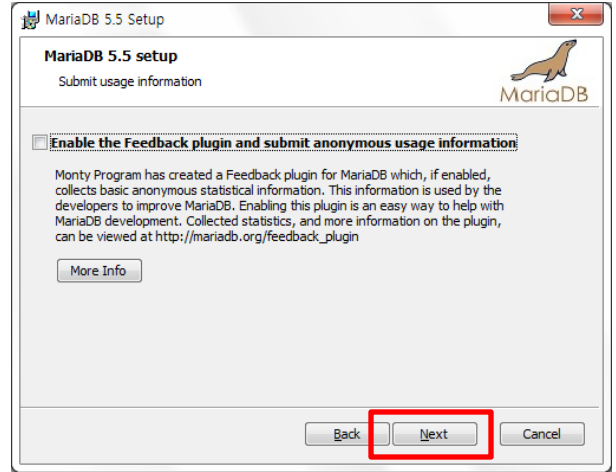 MariaDB 5.5 Setup
x
MariaDB 5.5 setup
Submit usage information
MariaDB
Enable the Feedback plugin and submit anonymous usage information
Monty Program has created a Feedback plugin for MariaDB which, if enabled,
collects basic anonymous statistical information. This information is used by the
developers to improve MariaDB. Enabling this plugin is an easy way to help with
MariaDB development. Collected statistics, and more information on the plugin,
can be viewed at http://mariadb.org/feedback_plugin
More Info
Back Next Cancel